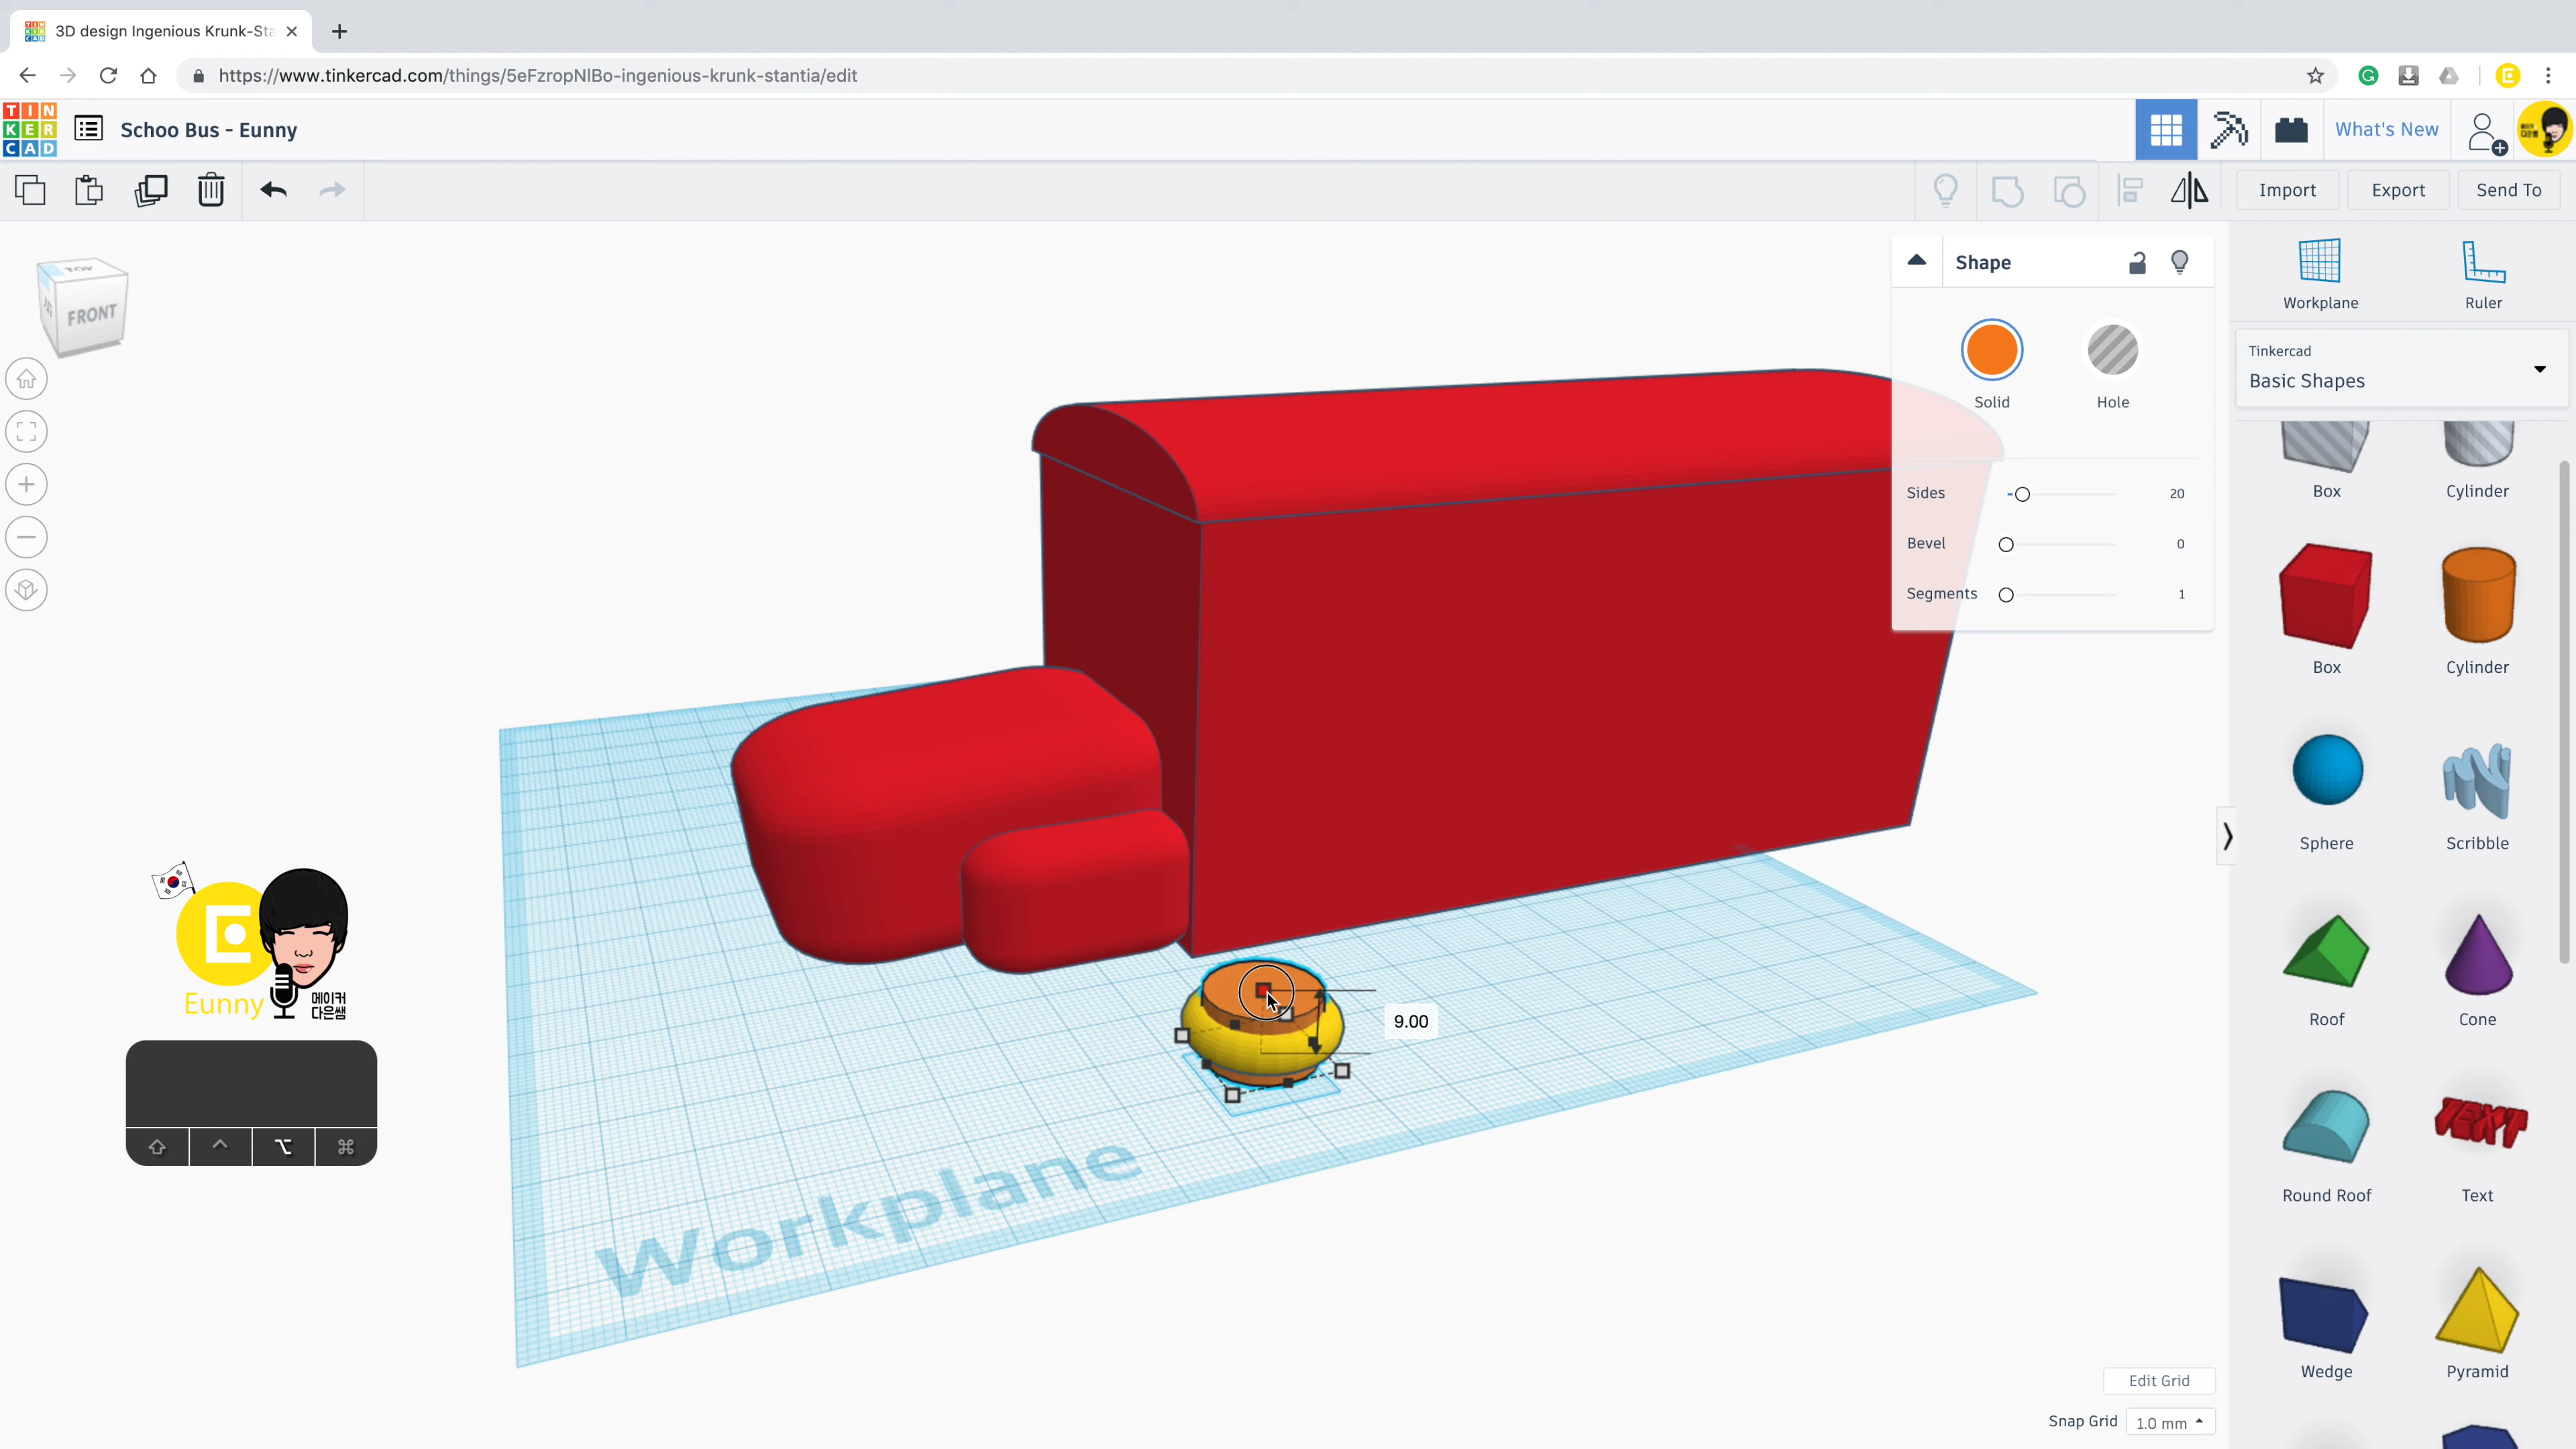 3D design Ingenious Krunk-Sta
https://www.tinkercad.com/things/5eFzropNlBo-ingenious-krunk-stantia/edit
TIN
KER
CAD
Schoo Bus - Eunny
What's New
Import
Export
Send To
TOP
FRONT
Shape
Solid
Hole
Sides
20
Bevel
0
Segments
1
Workplane
Ruler
Tinkercad
Basic Shapes
Box
Cylinder
Box
Cylinder
Sphere
Scribble
Roof
Cone
Round Roof
TEXT
Text
Wedge
Pyramid
9.00
Workplane
Eunny
메이커
다은쌤
Edit Grid
Snap Grid
1.0 mm